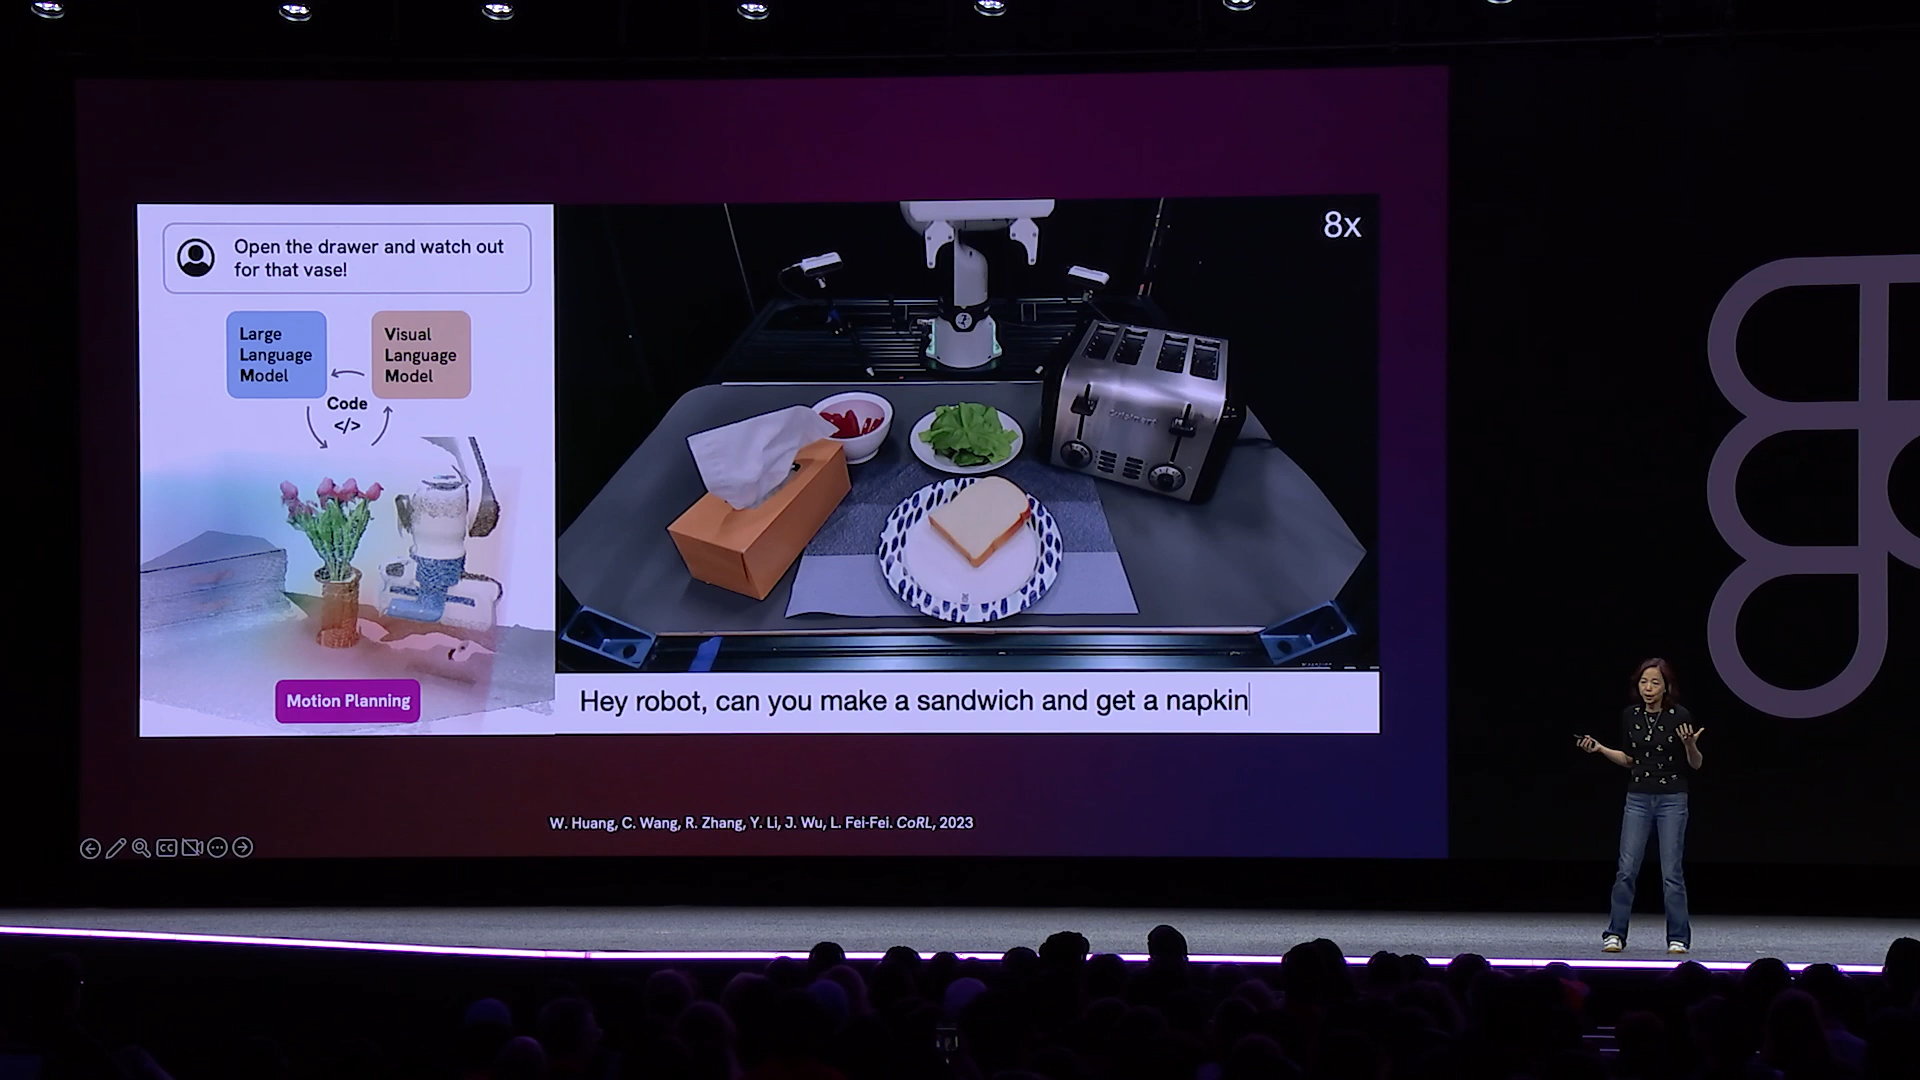 Open the drawer and watch out
for that vase!
Large
Language
Model
Visual
Language
Model
Code
</>
Motion Planning
8x
Hey robot, can you make a sandwich and get a napkin
W. Huang, C. Wang, R. Zhang, Y. Li, J. Wu, L. Fei-Fei. CoRL, 2023
CC